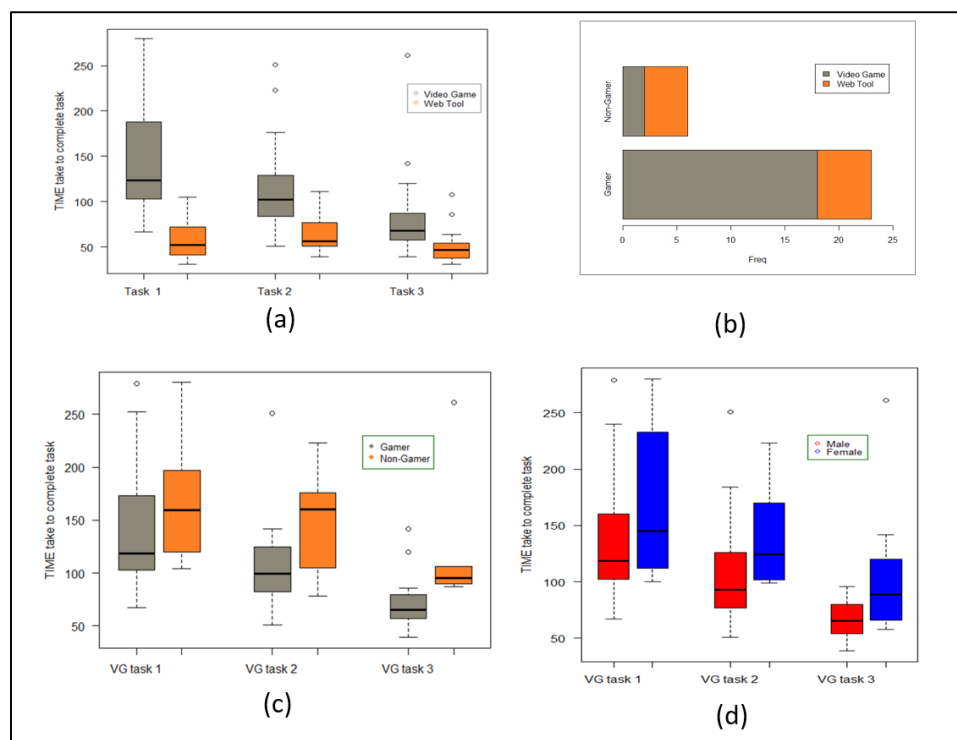 TIME take to complete task
250
200
150
100
50
Video Game
Web Tool
Task 1
Task 2
Task 3
(a)
Non-Gamer
Gamer
Video Game
Web Tool
0 5 10 15 20 25
Freq
(b)
TIME take to complete task
250
200
150
100
50
Gamer
Non-Gamer
VG task 1
VG task 2
VG task 3
(c)
TIME take to complete task
250
200
150
100
50
Male
Female
VG task 1
VG task 2
VG task 3
(d)